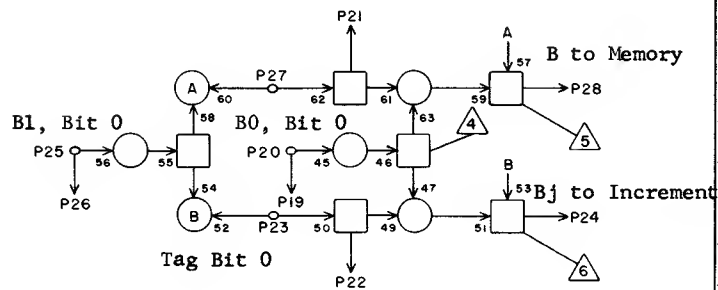 P21
A
B to Memory
57
A
P27
60
62
61
59
P28
58
63
B1, Bit 0
B0, Bit 0
4
5
P25
56
55
P20
45
46
54
47
B
53
Bj to Increment
P26
P19
B
52
P23
50
49
51
P24
Tag Bit 0
P22
6